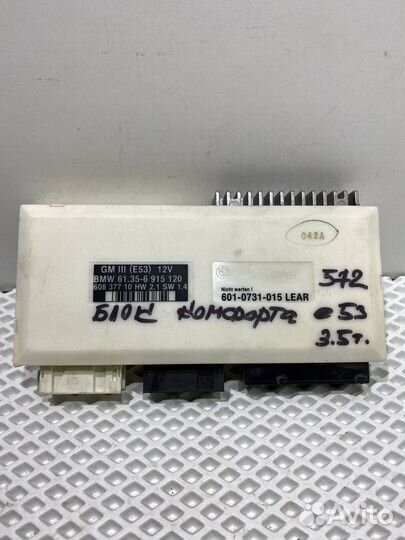 042A
GM III (E53) 12V
BMW 61.35-6 915 120
608 377 10 HW 2.1 SW 1.4
Nicht werfen !
601-0731-015 LEAR
572
Блок комфорта е53
3.5т.
Avito